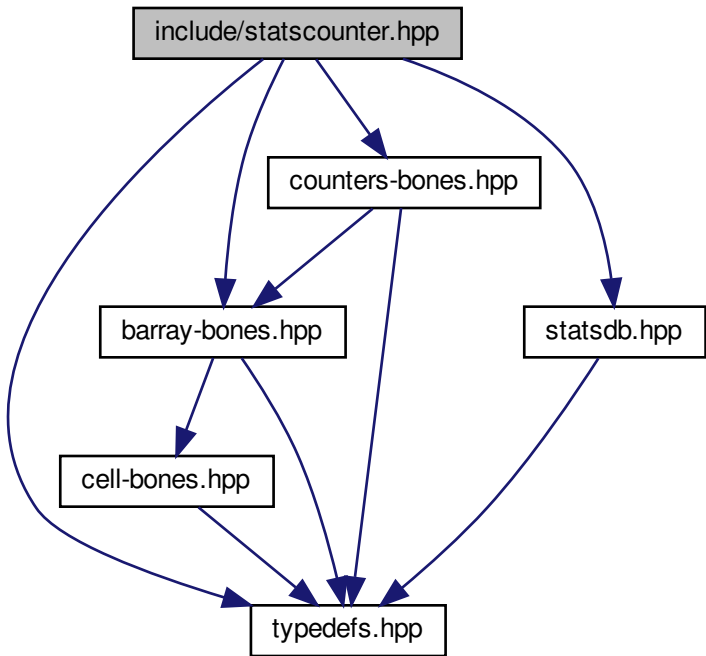 include/statscounter.hpp
counters-bones.hpp
barray-bones.hpp
statsdb.hpp
cell-bones.hpp
typedefs.hpp